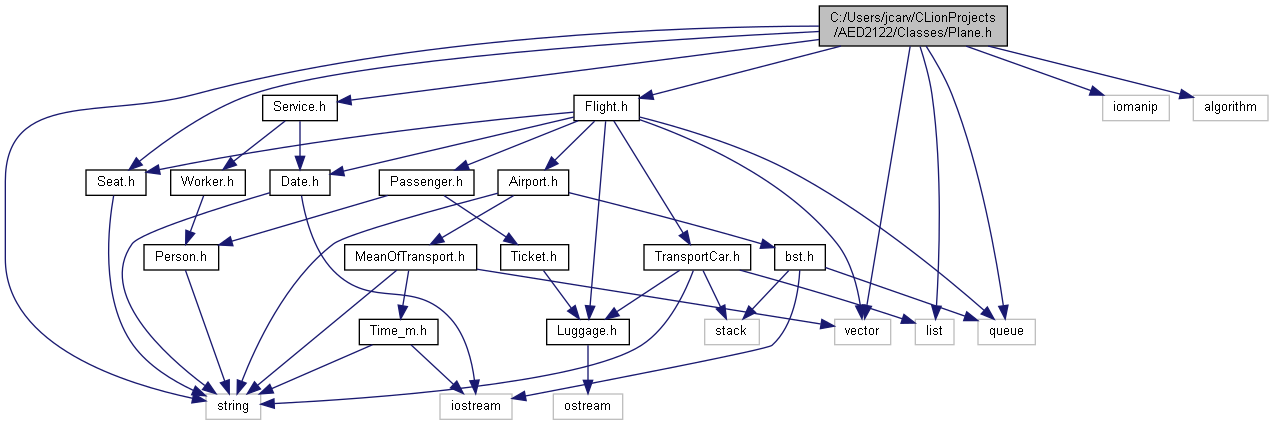 C:/Users/jcarv/CLionProjects
/AED2122/Classes/Plane.h
Service.h
Flight.h
iomanip
algorithm
Seat.h
Worker.h
Date.h
Passenger.h
Airport.h
Person.h
MeanOfTransport.h
Ticket.h
TransportCar.h
bst.h
Time_m.h
Luggage.h
stack
vector
list
queue
string
iostream
ostream